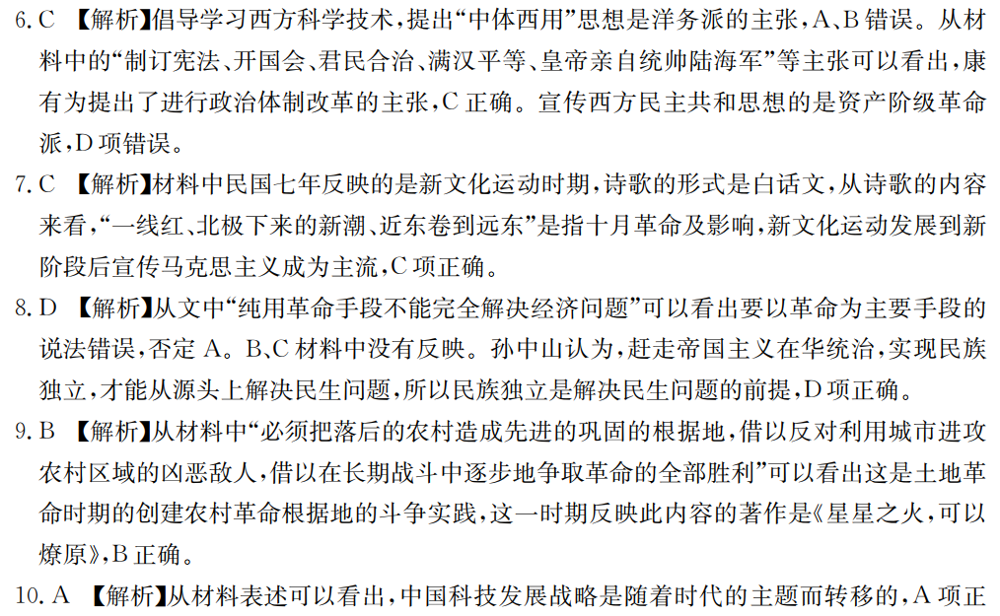 6. C 【解析】倡导学习西方科学技术,提出“中体西用”思想是洋务派的主张,A、B 错误。从材
料中的“制订宪法、开国会、君民合治、满汉平等、皇帝亲自统帅陆海军”等主张可以看出,康
有为提出了进行政治体制改革的主张,C 正确。宣传西方民主共和思想的是资产阶级革命
派,D 项错误。
7. C 【解析】材料中民国七年反映的是新文化运动时期,诗歌的形式是白话文,从诗歌的内容
来看,“一线红、北极下来的新潮、近东卷到远东”是指十月革命及影响,新文化运动发展到新
阶段后宣传马克思主义成为主流,C 项正确。
8. D 【解析】从文中“纯用革命手段不能完全解决经济问题”可以看出要以革命为主要手段的
说法错误,否定 A。B、C 材料中没有反映。孙中山认为,赶走帝国主义在华统治,实现民族
独立,才能从源头上解决民生问题,所以民族独立是解决民生问题的前提,D 项正确。
9. B 【解析】从材料中“必须把落后的农村造成先进的巩固的根据地,借以反对利用城市进攻
农村区域的凶恶敌人,借以在长期战斗中逐步地争取革命的全部胜利”可以看出这是土地革
命时期的创建农村革命根据地的斗争实践,这一时期反映此内容的著作是《星星之火,可以
燎原》,B 正确。
10. A 【解析】从材料表述可以看出,中国科技发展战略是随着时代的主题而转移的,A 项正